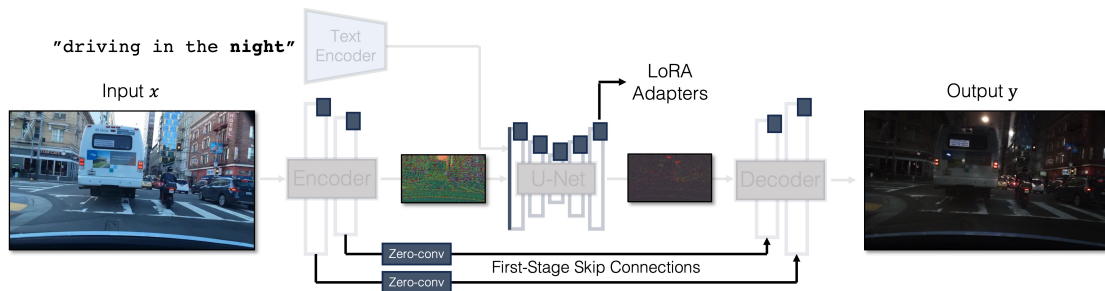 "driving in the night"
Text
Encoder
LoRA
Adapters
Input x
Output y
Encoder
U-Net
Decoder
Zero-conv
First-Stage Skip Connections
Zero-conv